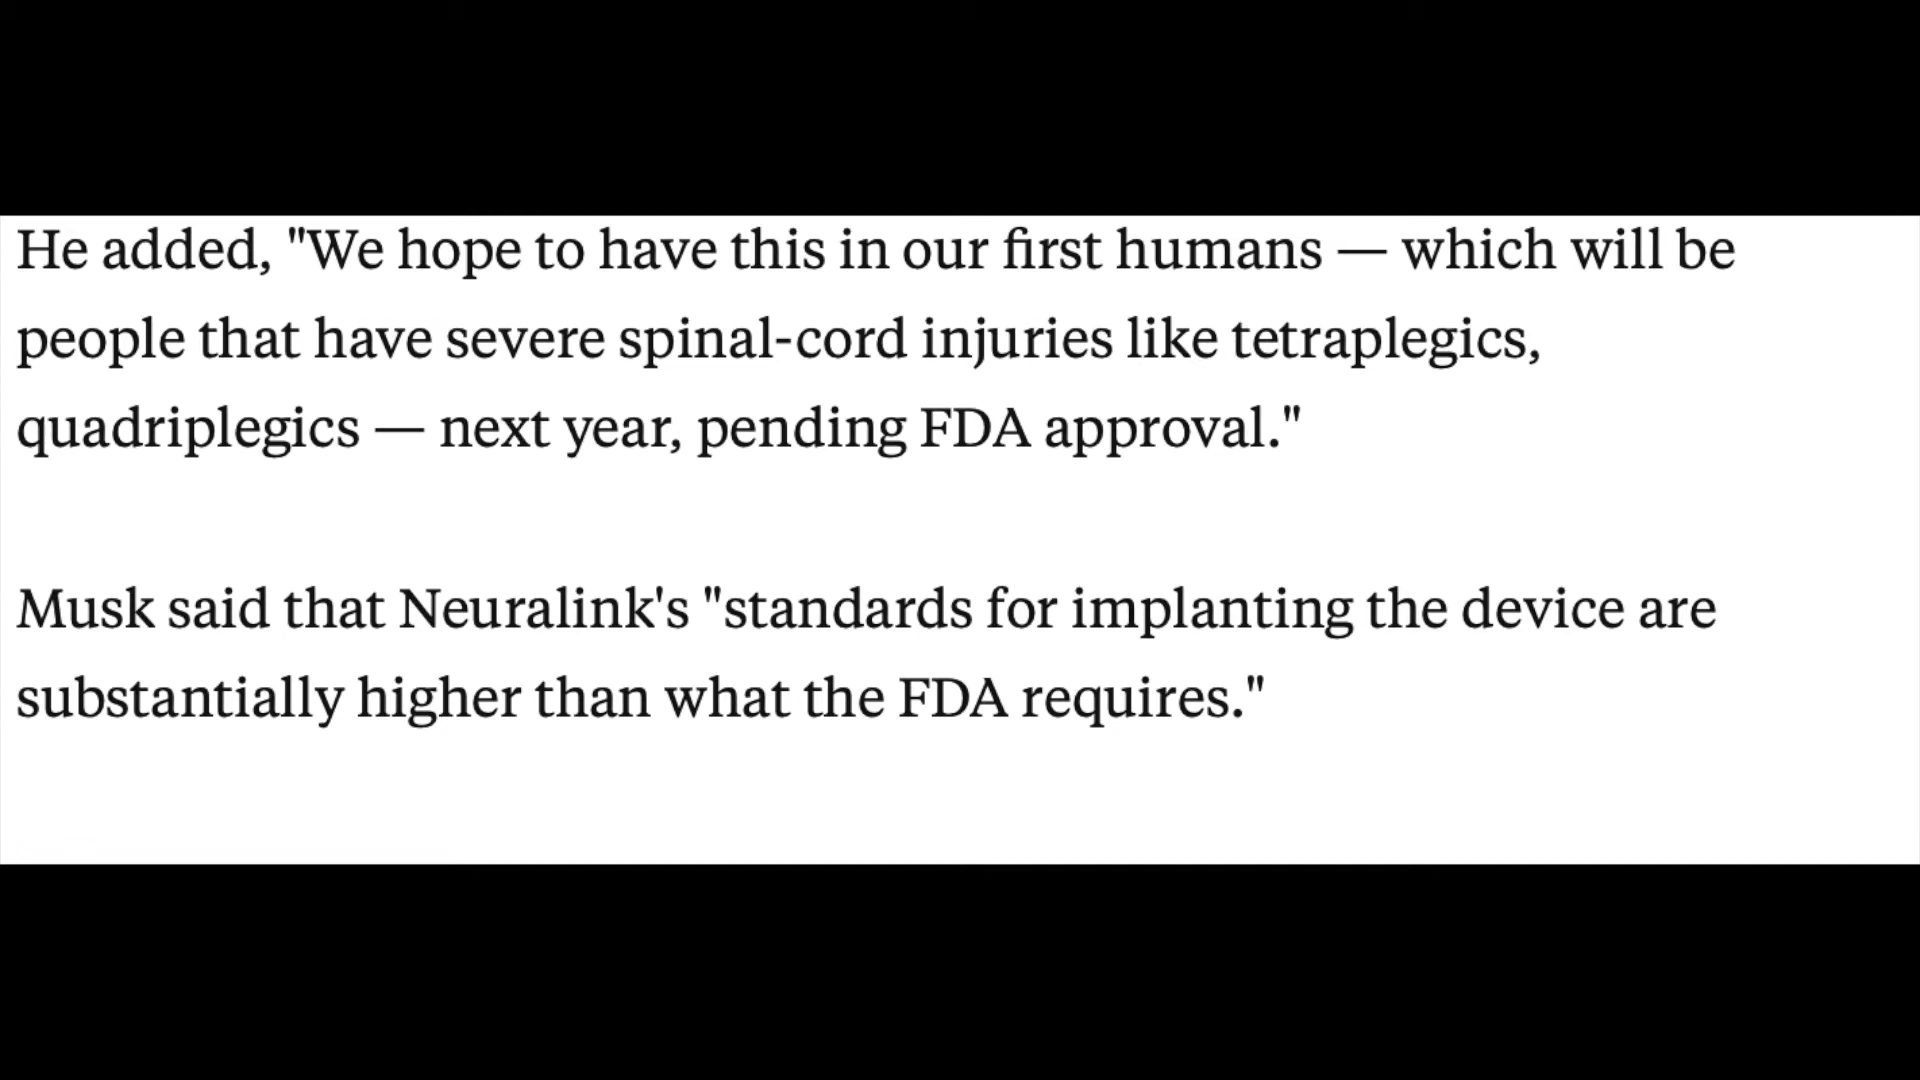 He added, "We hope to have this in our first humans — which will be
people that have severe spinal-cord injuries like tetraplegics,
quadriplegics — next year, pending FDA approval."
Musk said that Neuralink's "standards for implanting the device are
substantially higher than what the FDA requires."